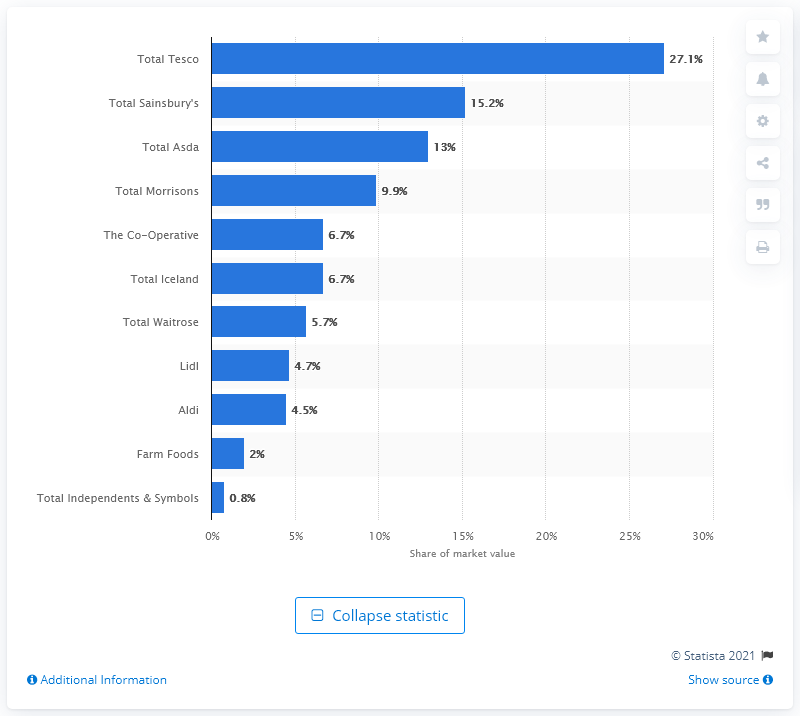 Total Tesco 27.1%
Total Sainsbury's 15.2%
Total Asda 13%
Total Morrisons 9.9%
The Co-Operative 6.7%
Total Iceland 6.7%
Total Waitrose 5.7%
Lidl 4.7%
Aldi 4.5%
Farm Foods 2%
Total Independents & Symbols 0.8%
0% 5% 10% 15% 20% 25% 30%
Share of market value
Collapse statistic
© Statista 2021
Additional Information Show source